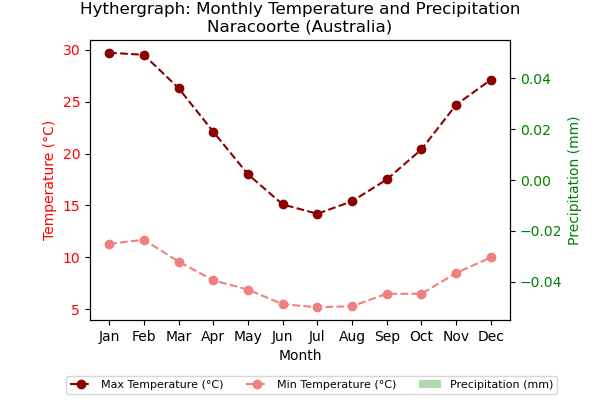 Hythergraph: Monthly Temperature and Precipitation
Naracoorte (Australia)
30
25
20
15
10
5
Temperature (°C)
0.04
0.02
0.00
−0.02
−0.04
Precipitation (mm)
Jan Feb Mar Apr May Jun Jul Aug Sep Oct Nov Dec
Month
Max Temperature (°C) Min Temperature (°C) Precipitation (mm)